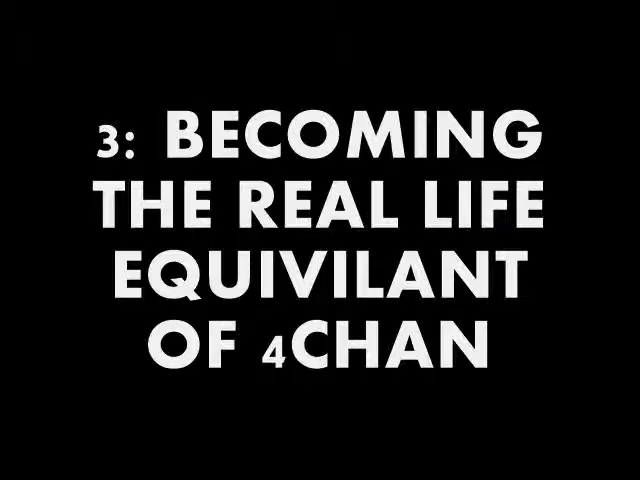 3: BECOMING
THE REAL LIFE
EQUIVILANT
OF 4CHAN